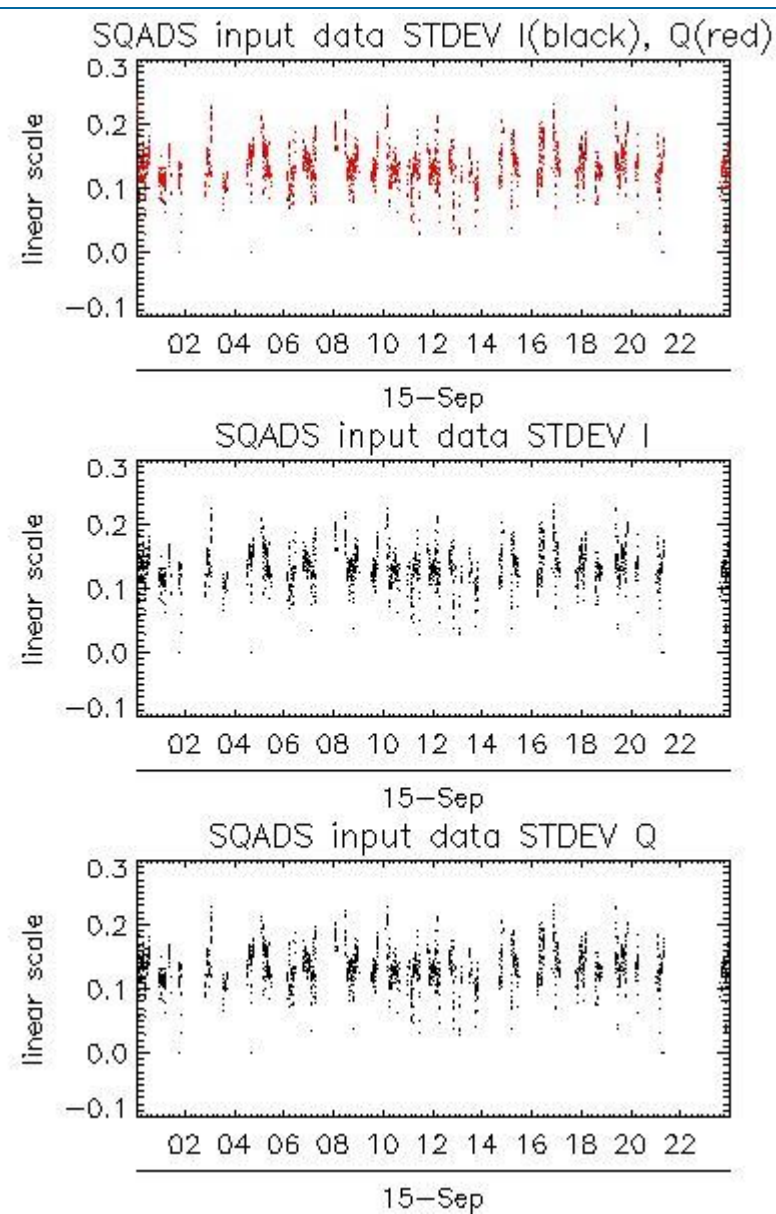 SQADS input data STDEV I(black), Q(red)
0.3
0.2
0.1
0.0
−0.1
linear scale
02 04 06 08 10 12 14 16 18 20 22
15−Sep
SQADS input data STDEV I
0.3
0.2
0.1
0.0
−0.1
linear scale
02 04 06 08 10 12 14 16 18 20 22
15−Sep
SQADS input data STDEV Q
0.3
0.2
0.1
0.0
−0.1
linear scale
02 04 06 08 10 12 14 16 18 20 22
15−Sep